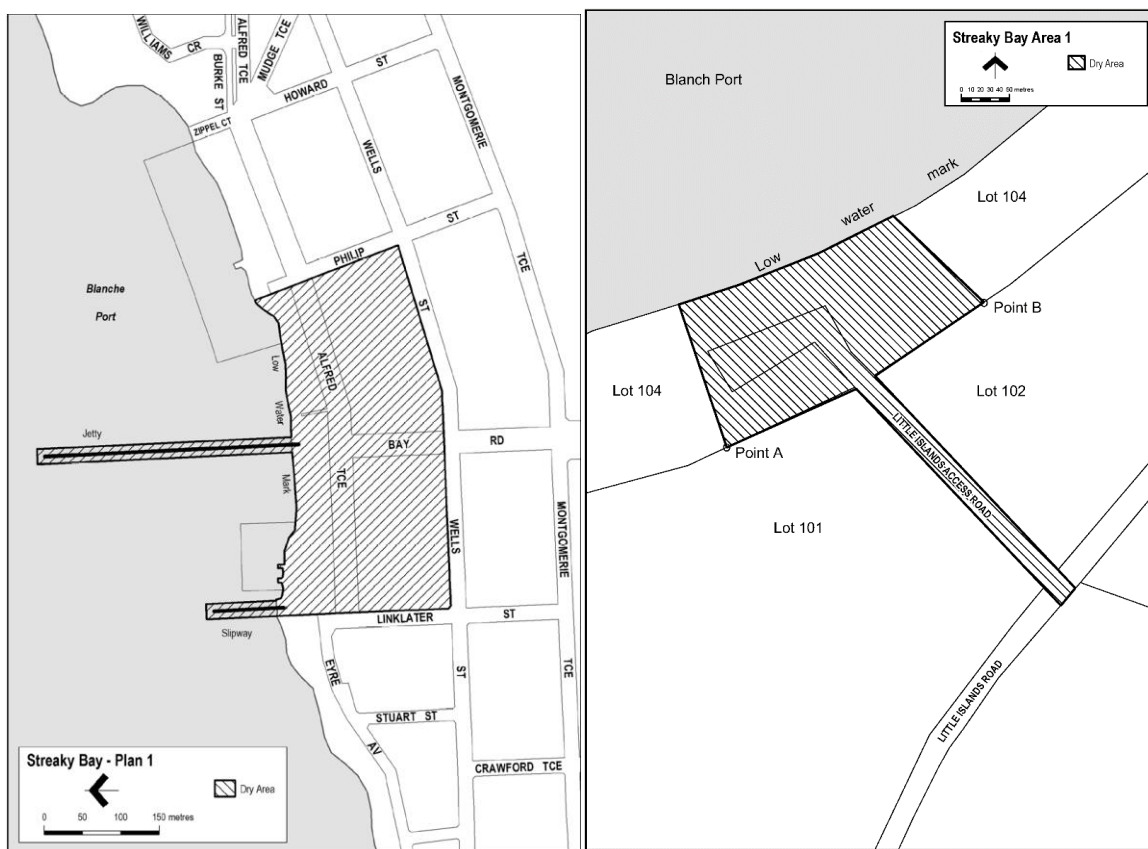 WILLIAMS CR
BURKE ST
ALFRED TCE
MUDGE TCE
HOWARD ST
ZIPPEL CT
MONTGOMERIE TCE
WELLS ST
PHILIP ST
Blanche
Port
Low Water Mark
ALFRED TCE
Jetty
BAY RD
WELLS ST
MONTGOMERIE TCE
LINKLATER ST
Slipway
EYRE AV
STUART ST
CRAWFORD TCE
Streaky Bay - Plan 1
Dry Area
0 50 100 150 metres
Streaky Bay Area 1
Dry Area
0 10 20 30 40 50 metres
Blanch Port
Low water mark
Lot 104
Point B
Lot 104
Lot 102
Point A
LITTLE ISLANDS ACCESS ROAD
Lot 101
LITTLE ISLANDS ROAD